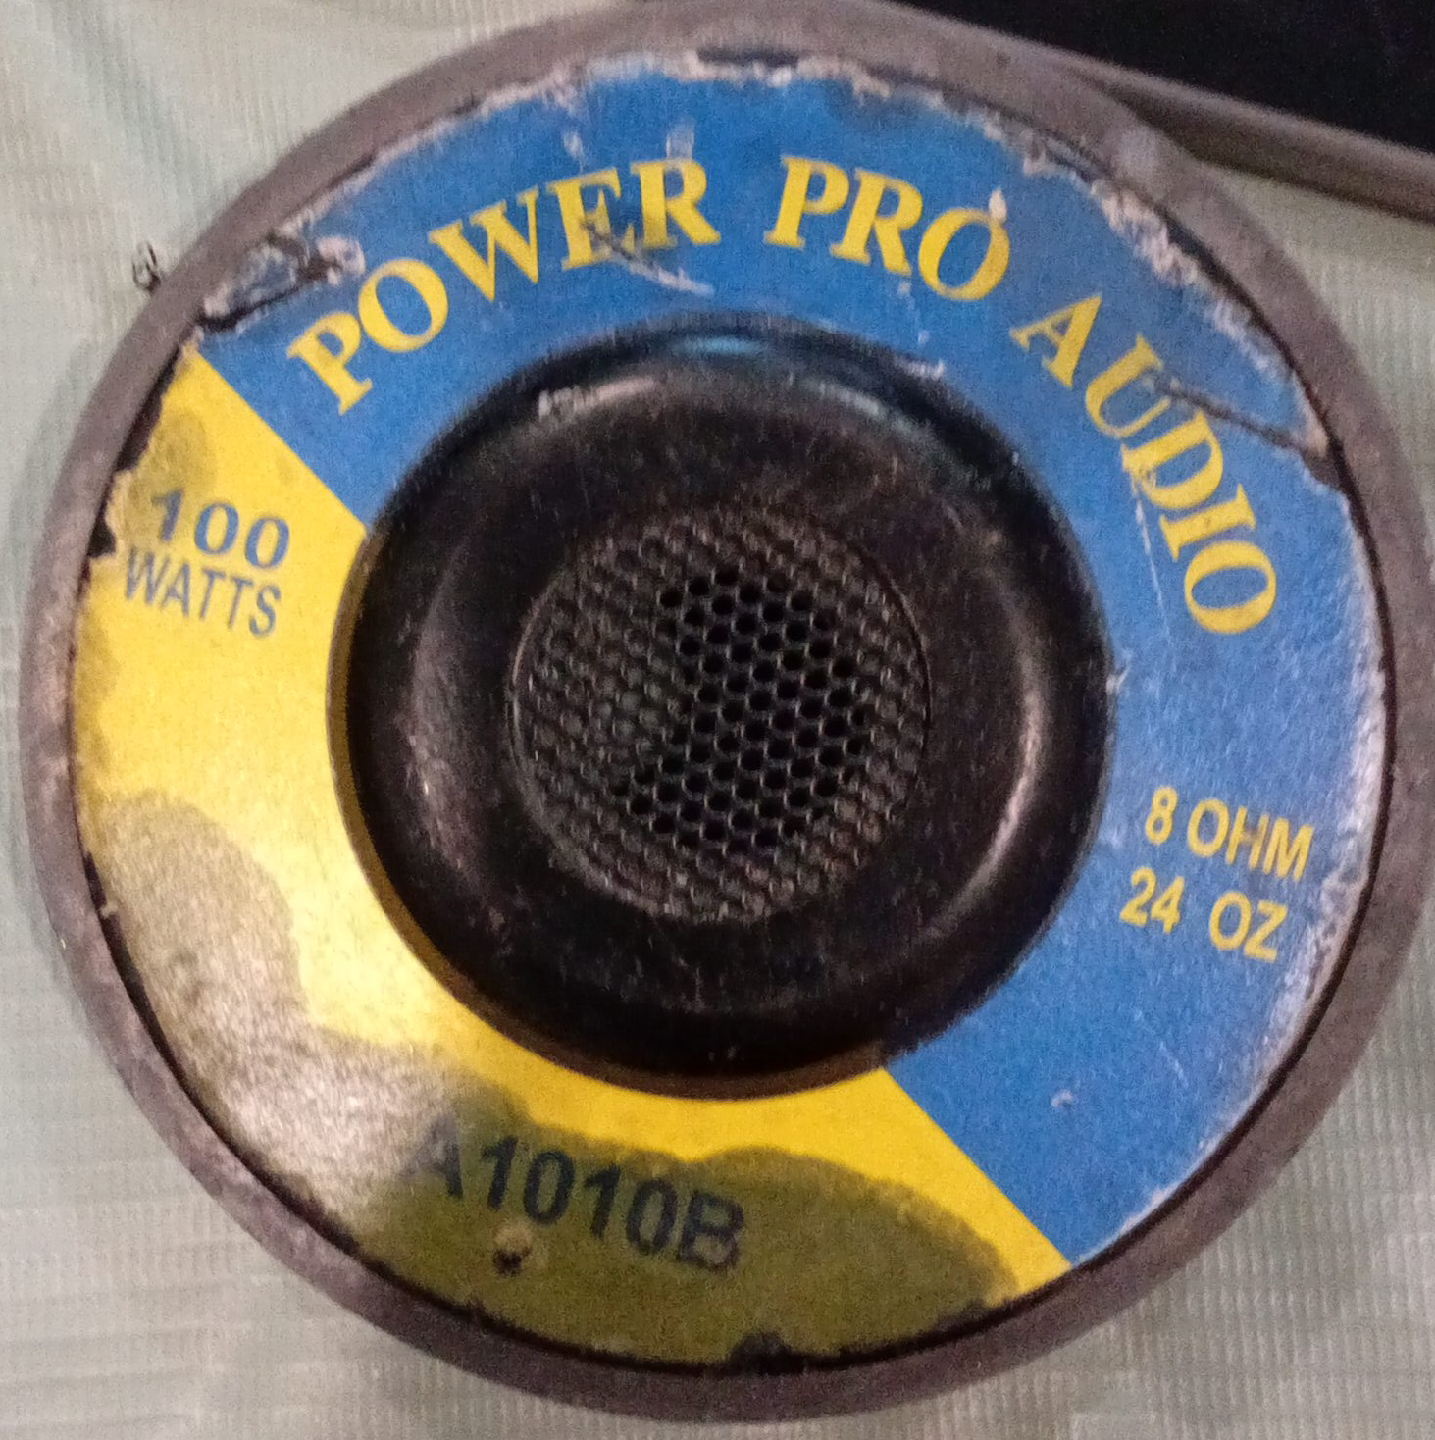 POWER PRO AUDIO
100
WATTS
8 OHM
24 OZ
A1010B